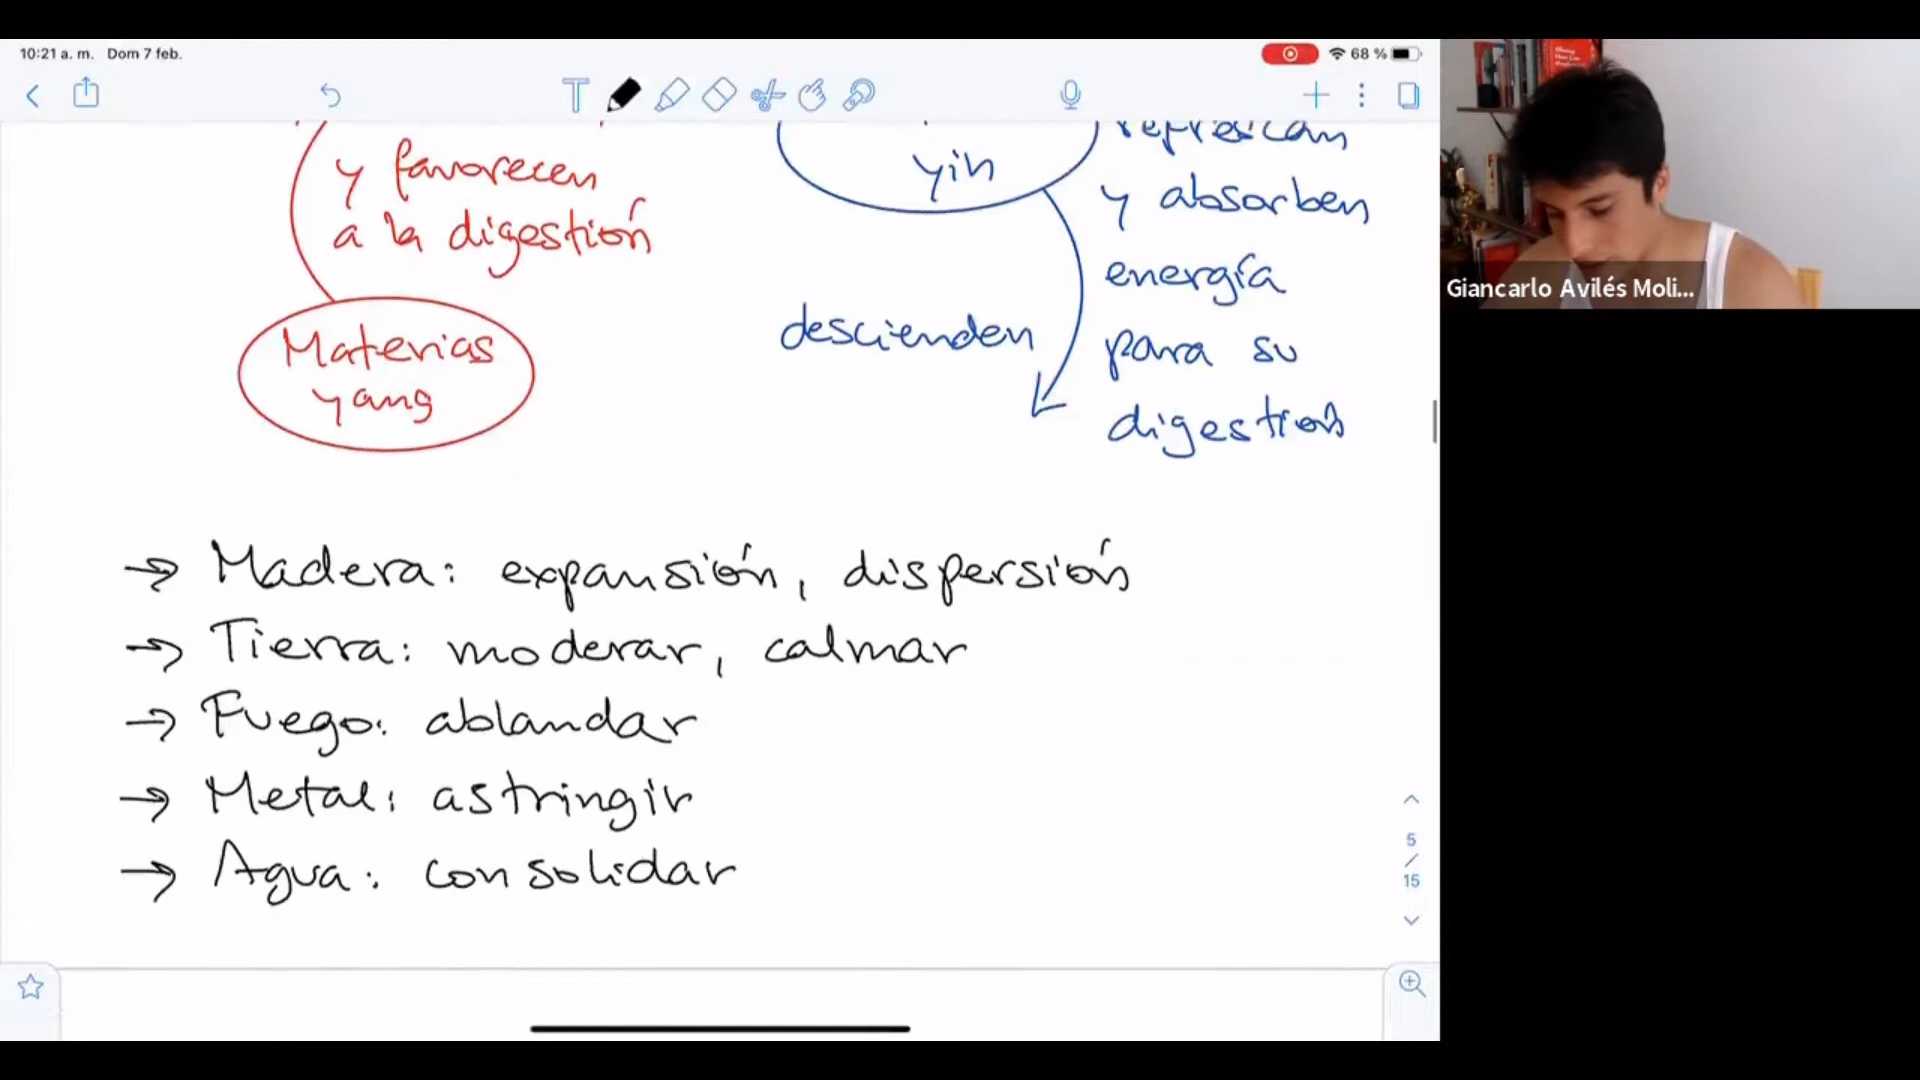 10:21 a. m. Dom 7 feb.
68 %
y favorecen
a la digestión
Materias
yang
yin
descienden
refrescan
y absorben
energía
para su
digestión
→ Madera: expansión, dispersión
→ Tierra: moderar, calmar
→ Fuego: ablandar
→ Metal: astringir
→ Agua: consolidar
5
/
15
Giancarlo Avilés Moli...